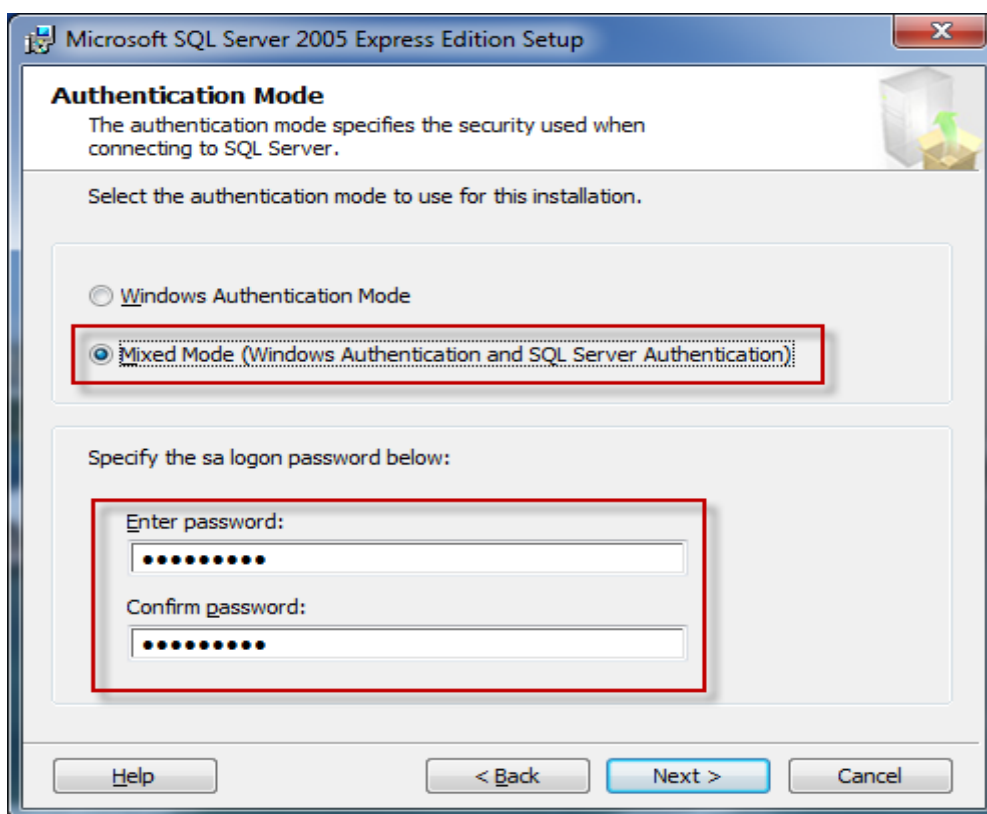 Microsoft SQL Server 2005 Express Edition Setup
Authentication Mode
The authentication mode specifies the security used when
connecting to SQL Server.
Select the authentication mode to use for this installation.
Windows Authentication Mode
Mixed Mode (Windows Authentication and SQL Server Authentication)
Specify the sa logon password below:
Enter password:
•••••••••
Confirm password:
•••••••••
Help
< Back
Next >
Cancel